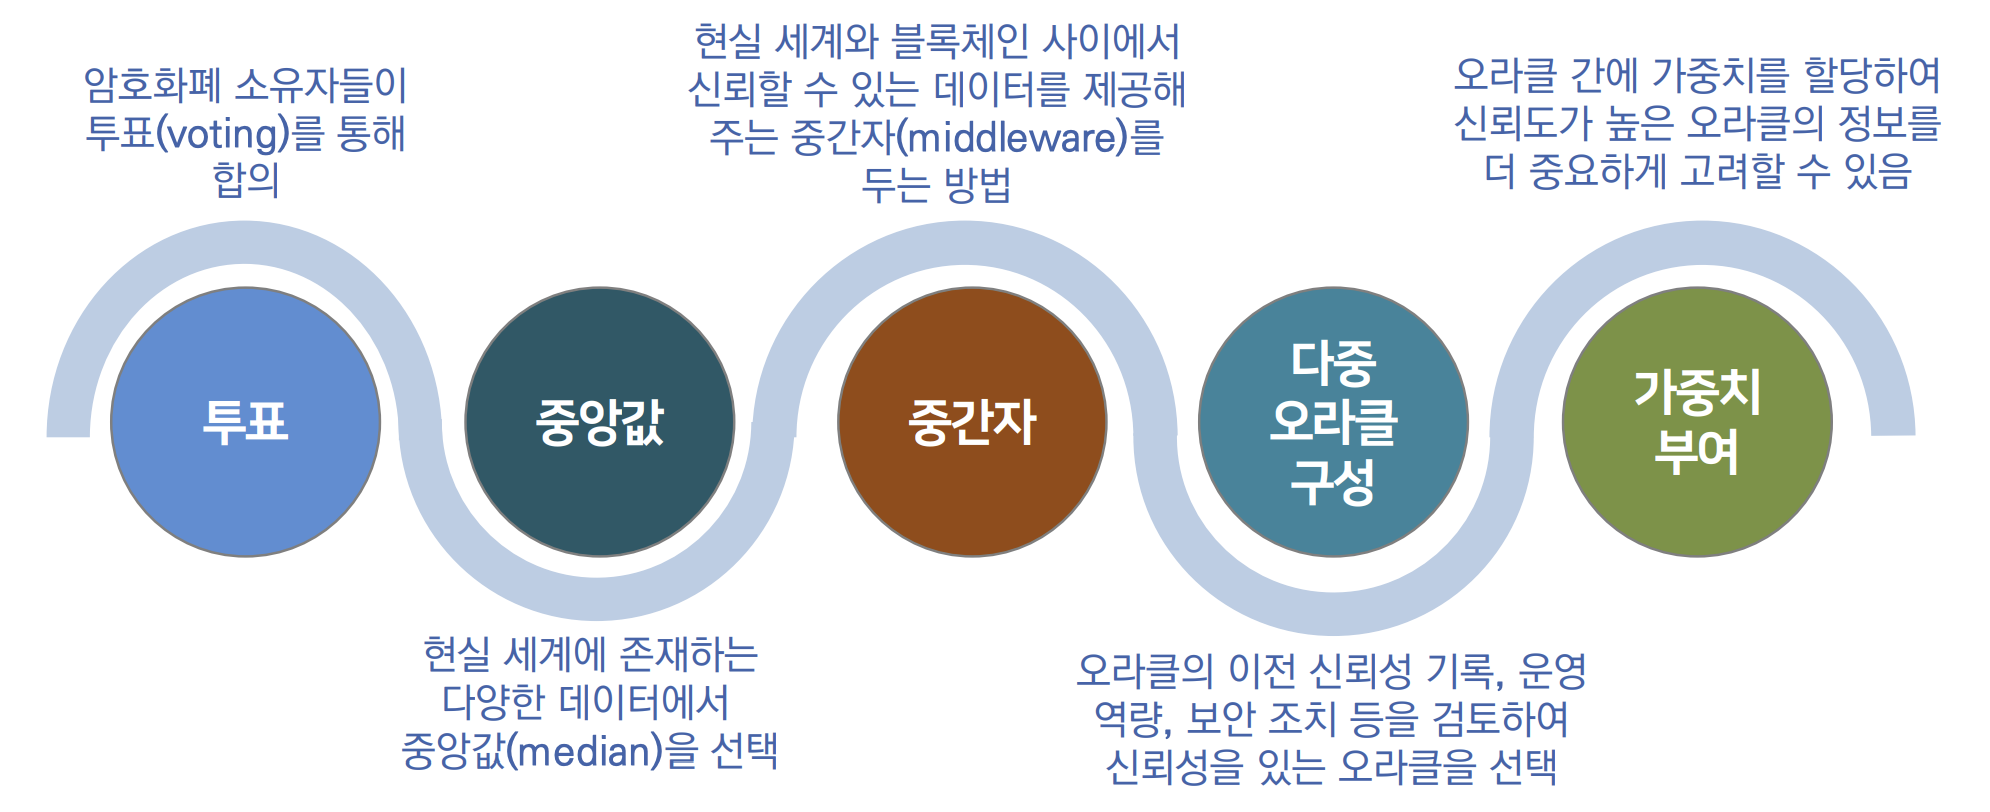 암호화폐 소유자들이
투표(voting)를 통해
합의
투표
현실 세계에 존재하는
다양한 데이터에서
중앙값(median)을 선택
중앙값
현실 세계와 블록체인 사이에서
신뢰할 수 있는 데이터를 제공해
주는 중간자(middleware)를
두는 방법
중간자
다중
오라클
구성
오라클의 이전 신뢰성 기록, 운영
역량, 보안 조치 등을 검토하여
신뢰성을 있는 오라클을 선택
오라클 간에 가중치를 할당하여
신뢰도가 높은 오라클의 정보를
더 중요하게 고려할 수 있음
가중치
부여